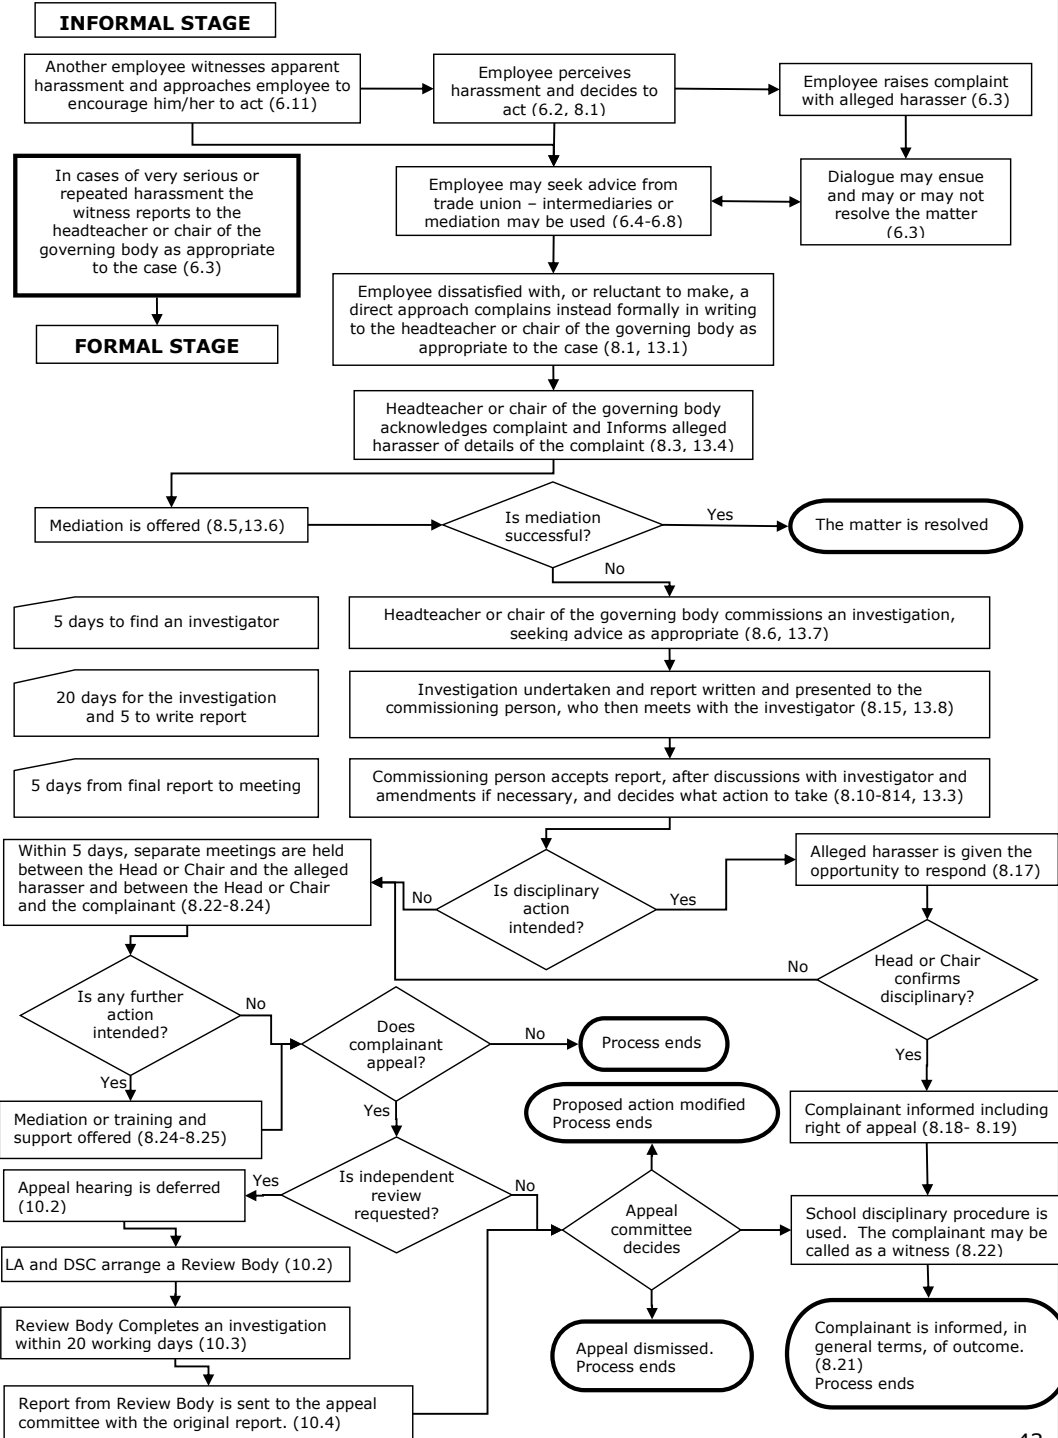 INFORMAL STAGE
Another employee witnesses apparent
harassment and approaches employee to
encourage him/her to act (6.11)
Employee perceives
harassment and decides to
act (6.2, 8.1)
Employee raises complaint
with alleged harasser (6.3)
In cases of very serious or
repeated harassment the
witness reports to the
headteacher or chair of the
governing body as appropriate
to the case (6.3)
Employee may seek advice from
trade union – intermediaries or
mediation may be used (6.4-6.8)
Dialogue may ensue
and may or may not
resolve the matter
(6.3)
FORMAL STAGE
Employee dissatisfied with, or reluctant to make, a
direct approach complains instead formally in writing
to the headteacher or chair of the governing body as
appropriate to the case (8.1, 13.1)
Headteacher or chair of the governing body
acknowledges complaint and Informs alleged
harasser of details of the complaint (8.3, 13.4)
Mediation is offered (8.5,13.6)
Is mediation
successful?
Yes
The matter is resolved
No
5 days to find an investigator
Headteacher or chair of the governing body commissions an investigation,
seeking advice as appropriate (8.6, 13.7)
20 days for the investigation
and 5 to write report
Investigation undertaken and report written and presented to the
commissioning person, who then meets with the investigator (8.15, 13.8)
5 days from final report to meeting
Commissioning person accepts report, after discussions with investigator and
amendments if necessary, and decides what action to take (8.10-814, 13.3)
Within 5 days, separate meetings are held
between the Head or Chair and the alleged
harasser and between the Head or Chair
and the complainant (8.22-8.24)
No
Is disciplinary
action
intended?
Yes
Alleged harasser is given the
opportunity to respond (8.17)
No
Head or Chair
confirms
disciplinary?
Yes
Is any further
action
intended?
No
Yes
Does
complainant
appeal?
No
Process ends
Yes
Mediation or training and
support offered (8.24-8.25)
Proposed action modified
Process ends
Complainant informed including
right of appeal (8.18- 8.19)
Appeal hearing is deferred
(10.2)
Yes
Is independent
review
requested?
No
Appeal
committee
decides
School disciplinary procedure is
used.  The complainant may be
called as a witness (8.22)
LA and DSC arrange a Review Body (10.2)
Review Body Completes an investigation
within 20 working days (10.3)
Appeal dismissed.
Process ends
Complainant is informed, in
general terms, of outcome.
(8.21)
Process ends
Report from Review Body is sent to the appeal
committee with the original report. (10.4)